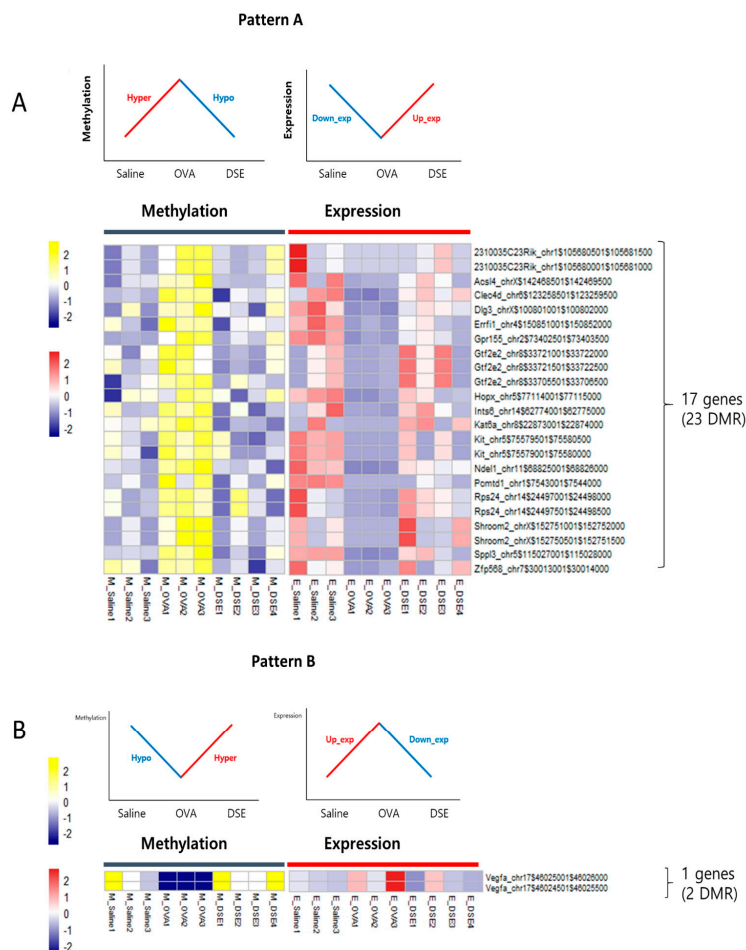 Pattern A
A
Methylation
Hyper
Hypo
Saline OVA DSE
Expression
Down_exp
Up_exp
Saline OVA DSE
Methylation
Expression
2
1
0
-1
-2
2
1
0
-1
-2
2310035C23Rik_chr1$105680501$105681500
2310035C23Rik_chr1$105680001$105681000
Acsl4_chrX$142468501$142469500
Clec4d_chr6$123258501$123259500
Dlg3_chrX$100801001$100802000
Errfi1_chr4$150851001$150852000
Gpr155_chr2$73402501$73403500
Gtf2e2_chr8$33721001$33722000
Gtf2e2_chr8$33721501$33722500
Gtf2e2_chr8$33705501$33706500
Hopx_chr5$77114001$77115000
Ints6_chr14$62774001$62775000
Kat6a_chr8$22873001$22874000
Kit_chr5$75579501$75580500
Kit_chr5$75579001$75580000
Ndel1_chr11$68825001$68826000
Pomtd1_chr1$7543001$7544000
Rps24_chr14$24497001$24498000
Rps24_chr14$24497501$24498500
Shroom2_chrX$152751001$152752000
Shroom2_chrX$152750501$152751500
Sppl3_chr5$115027001$115028000
Zfp568_chr7$30013001$30014000
17 genes
(23 DMR)
M_Saline1
M_Saline2
M_Saline3
M_OVA1
M_OVA2
M_OVA3
M_DSE1
M_DSE2
M_DSE3
M_DSE4
E_Saline1
E_Saline2
E_Saline3
E_OVA1
E_OVA2
E_OVA3
E_DSE1
E_DSE2
E_DSE3
E_DSE4
Pattern B
B
Methylation
Hypo
Hyper
Saline OVA DSE
Expression
Up_exp
Down_exp
Saline OVA DSE
Methylation
Expression
2
1
0
-1
-2
2
1
0
-1
-2
Vegfa_chr17$46025001$46026000
Vegfa_chr17$46024501$46025500
1 genes
(2 DMR)
M_Saline1
M_Saline2
M_Saline3
M_OVA1
M_OVA2
M_OVA3
M_DSE1
M_DSE2
M_DSE3
M_DSE4
E_Saline1
E_Saline2
E_Saline3
E_OVA1
E_OVA2
E_OVA3
E_DSE1
E_DSE2
E_DSE3
E_DSE4